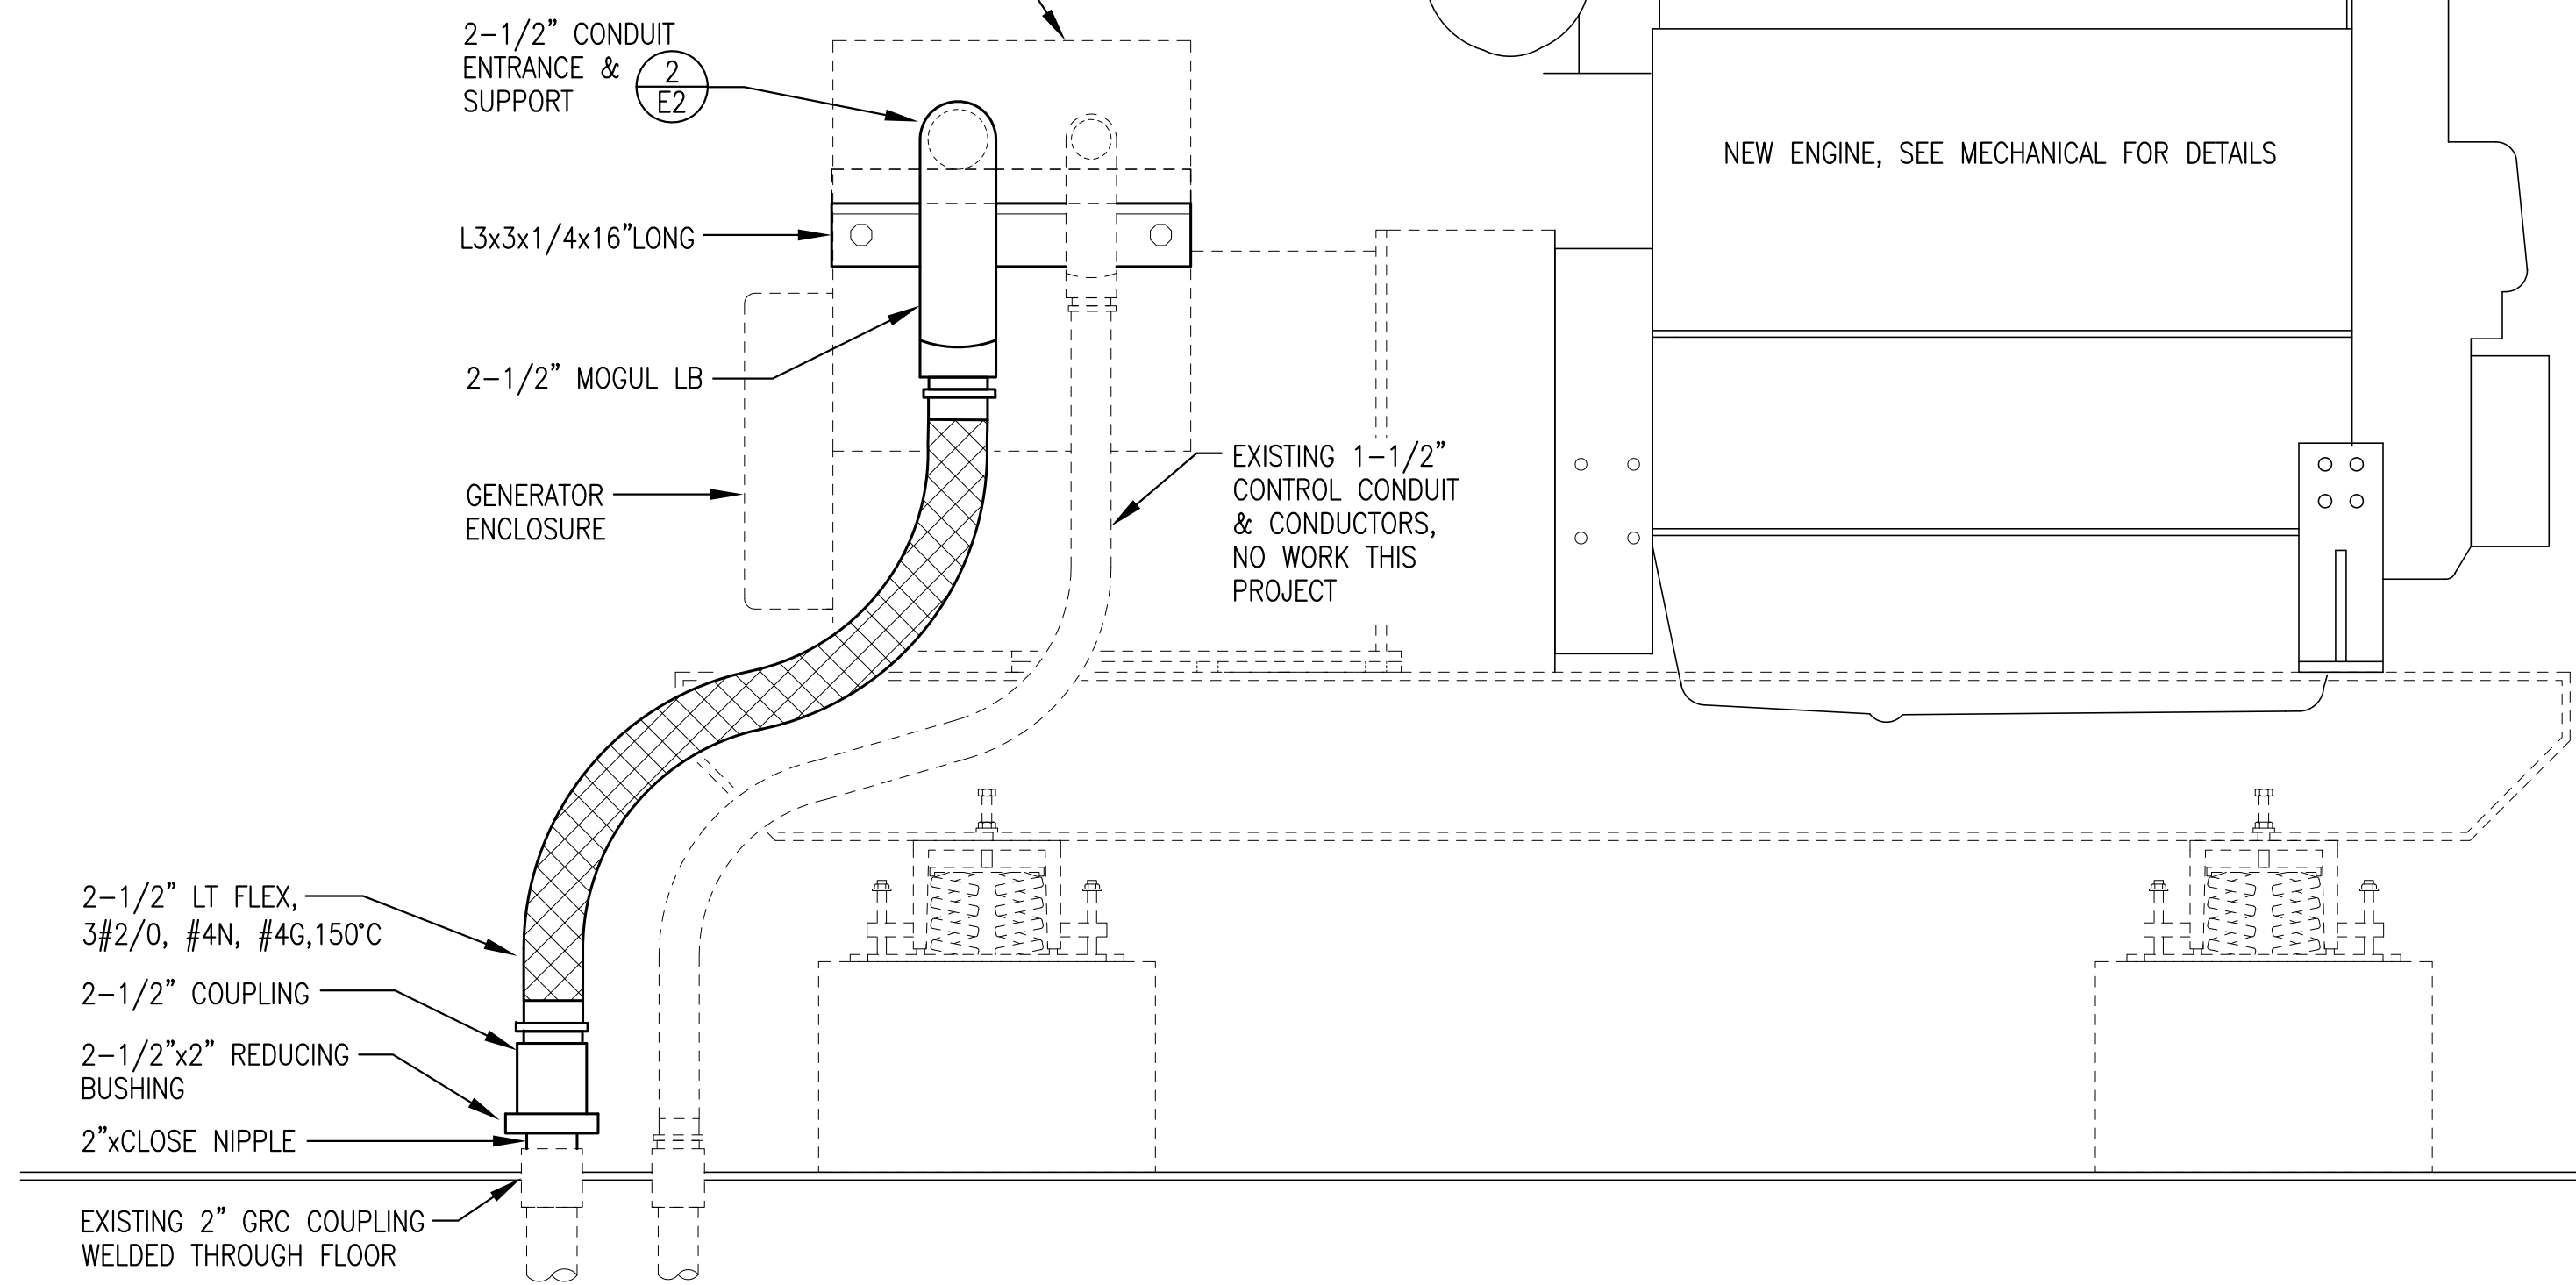 2-1/2" CONDUIT
ENTRANCE &
SUPPORT
2
E2
NEW ENGINE, SEE MECHANICAL FOR DETAILS
L3x3x1/4x16"LONG
2-1/2" MOGUL LB
GENERATOR
ENCLOSURE
EXISTING 1-1/2"
CONTROL CONDUIT
& CONDUCTORS,
NO WORK THIS
PROJECT
2-1/2" LT FLEX,
3#2/0, #4N, #4G,150°C
2-1/2" COUPLING
2-1/2"x2" REDUCING
BUSHING
2"xCLOSE NIPPLE
EXISTING 2" GRC COUPLING
WELDED THROUGH FLOOR